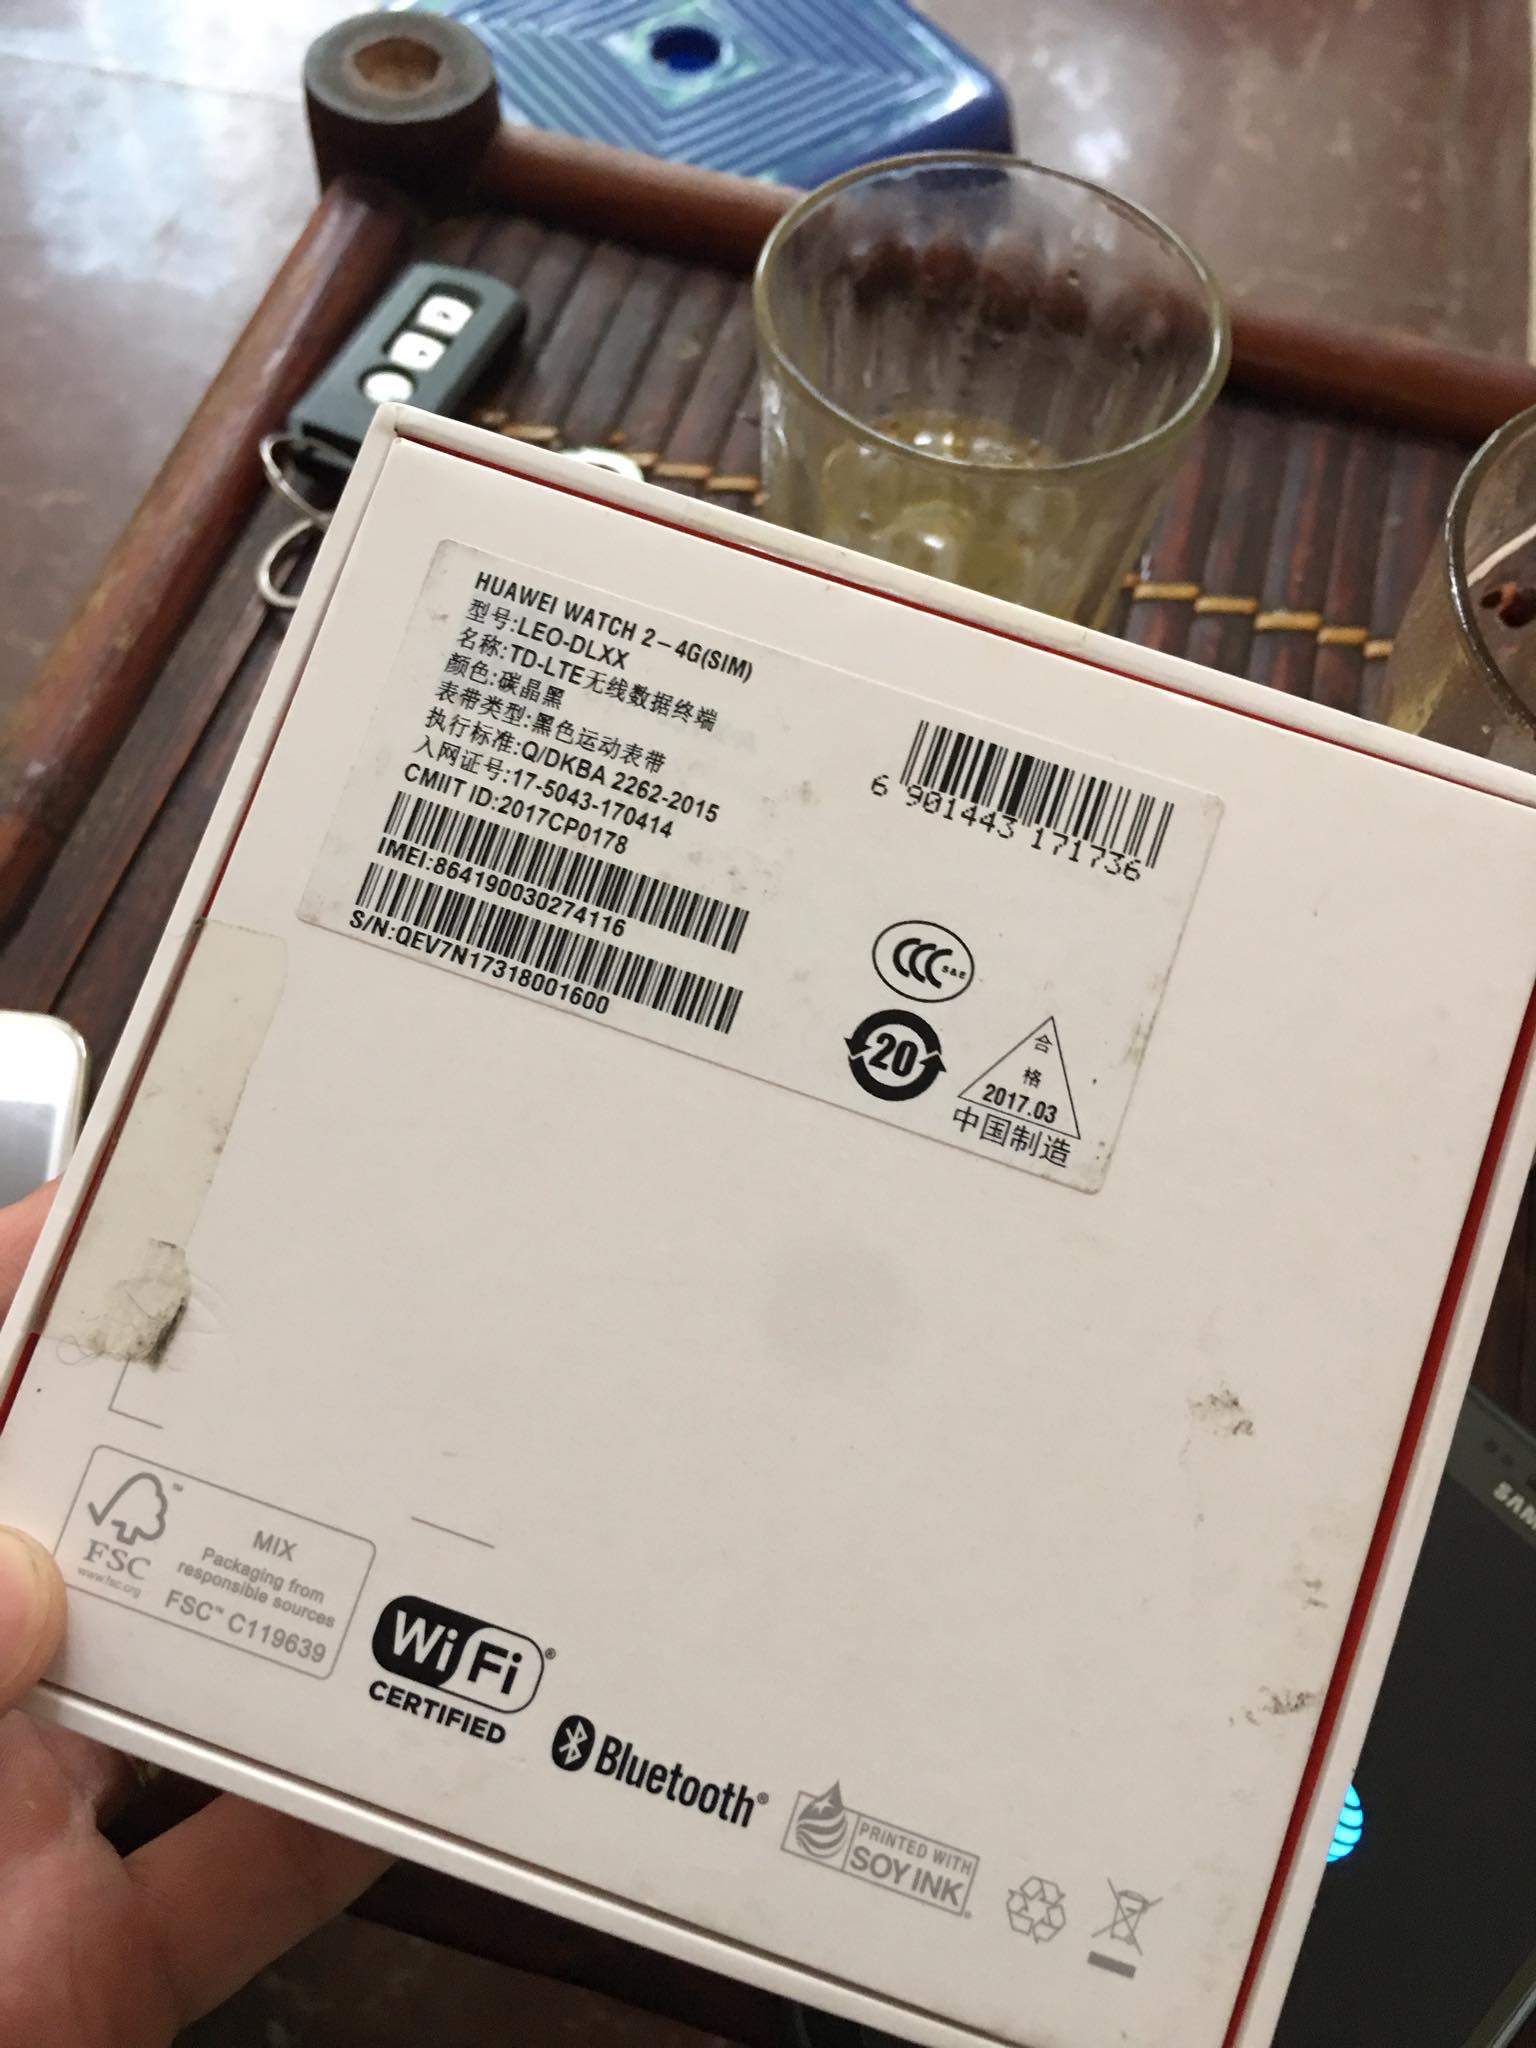 HUAWEI WATCH 2-4G(SIM)
型号:LEO-DLXX
名称:TD-LTE无线数据终端
颜色:碳晶黑
表带类型:黑色运动表带
执行标准:Q/DKBA 2262-2015
入网证号:17-5043-170414
CMIIT ID:2017CP0178
IMEI:864190030274116
S/N:QEV7N17318001600
6 901443 171736
CCC S&E
20
合
格
2017.03
中国制造
FSC
www.fsc.org
MIX
Packaging from
responsible sources
FSC™ C119639
WiFi®
CERTIFIED
Bluetooth®
PRINTED WITH
SOY INK